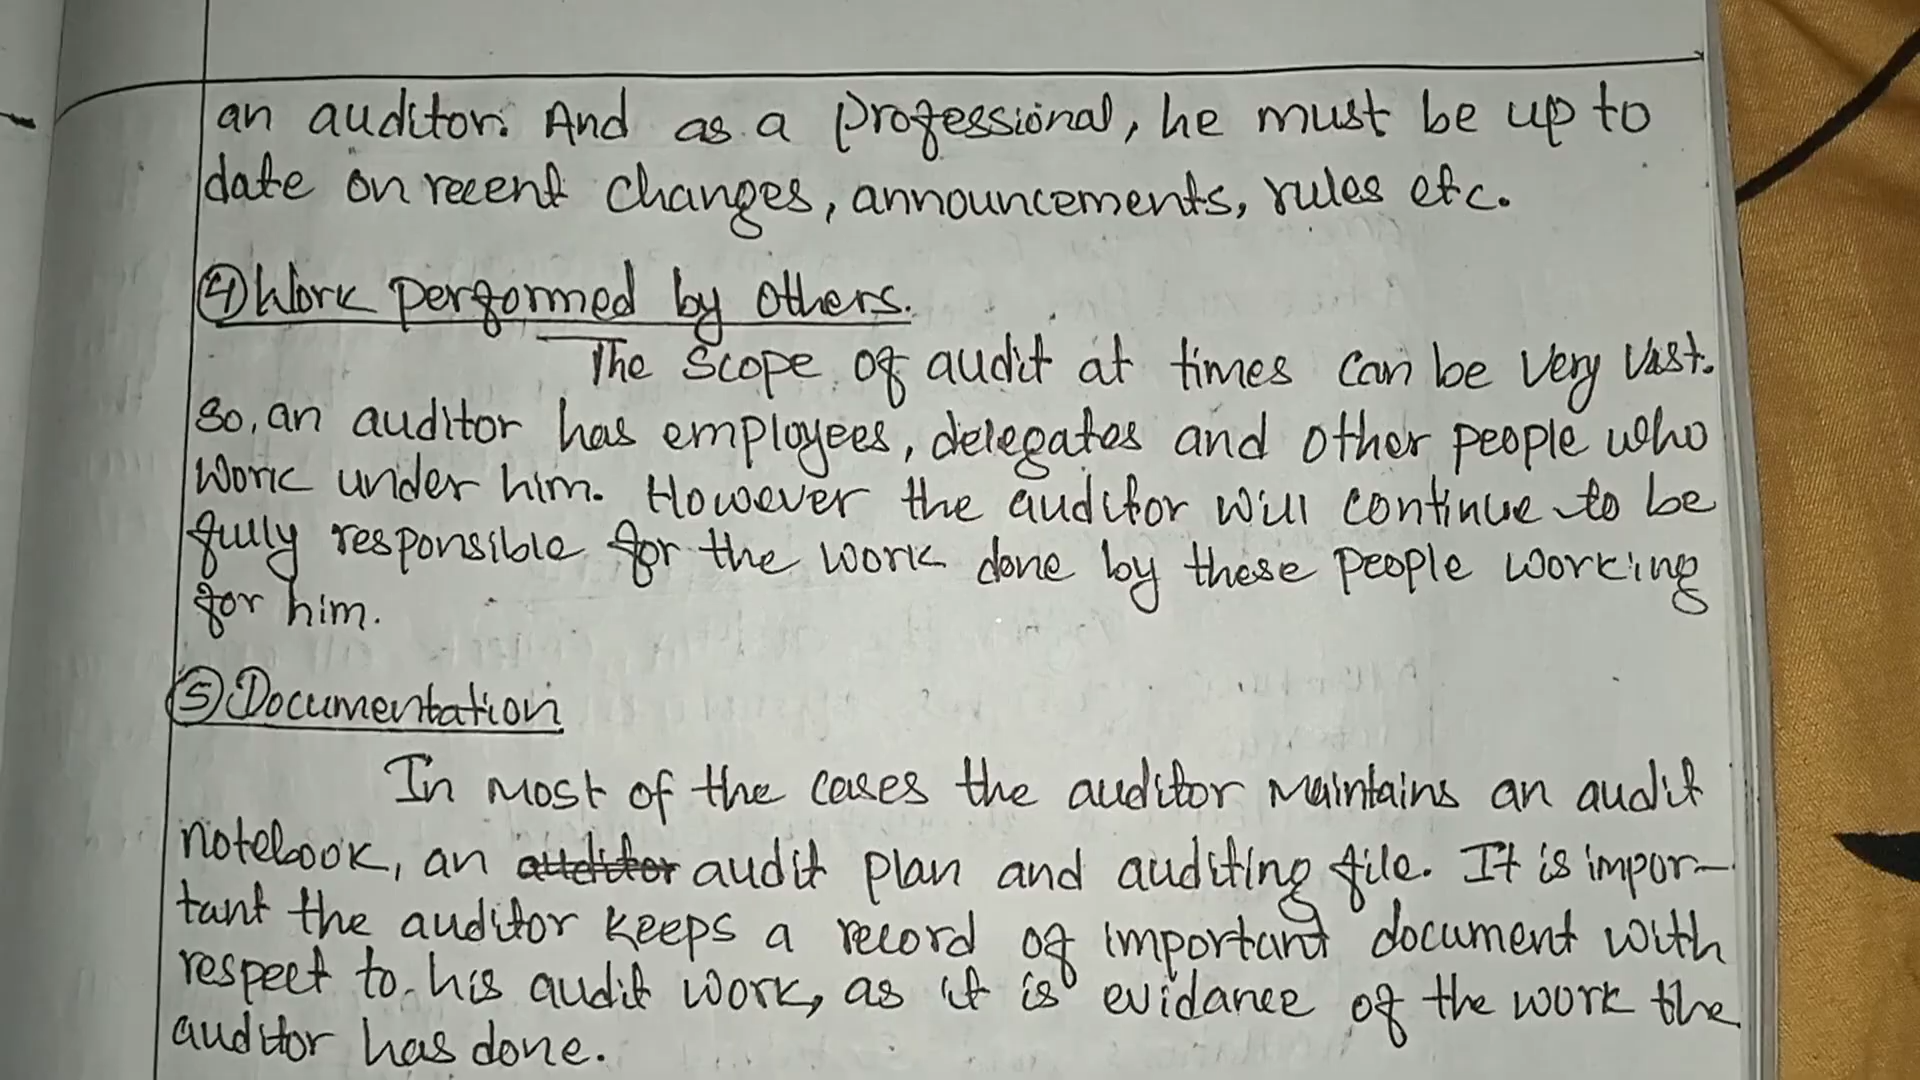 an auditor. And as a professional, he must be up to
date on recent changes, announcements, rules etc.
④ Work performed by others.
The scope of audit at times can be very vast.
So, an auditor has employees, delegates and other people who
work under him. However the auditor will continue to be
fully responsible for the work done by these people working
for him.
⑤ Documentation
In most of the cases the auditor maintains an audit
notebook, an auditor audit plan and auditing file. It is impor-
tant the auditor keeps a record of important document with
respect to his audit work, as it is evidance of the work the
auditor has done.